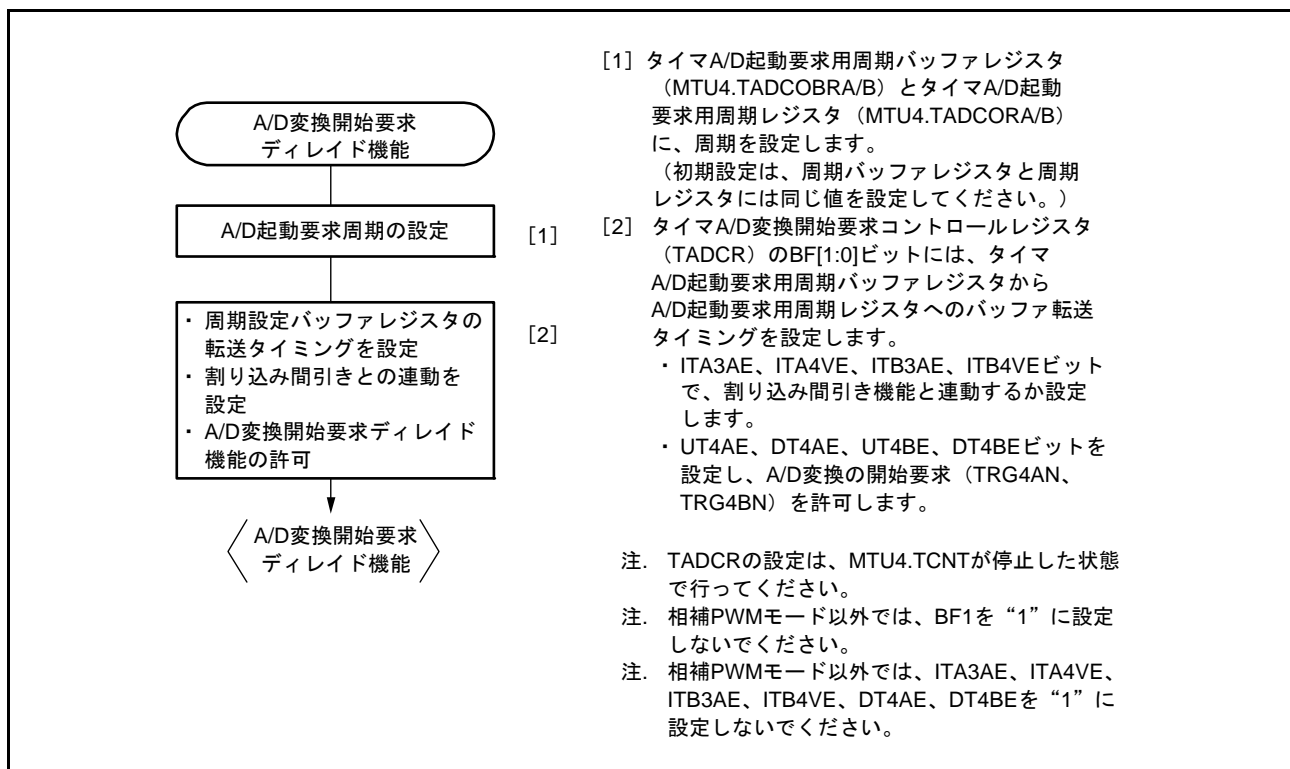 A/D変換開始要求
ディレイド機能
A/D起動要求周期の設定
[1]
・ 周期設定バッファレジスタの
転送タイミングを設定
・ 割り込み間引きとの連動を
設定
・ A/D変換開始要求ディレイド
機能の許可
[2]
A/D変換開始要求
ディレイド機能
[1] タイマA/D起動要求用周期バッファレジスタ
（MTU4.TADCOBRA/B）とタイマA/D起動
要求用周期レジスタ（MTU4.TADCORA/B）
に、周期を設定します。
（初期設定は、周期バッファレジスタと周期
レジスタには同じ値を設定してください。）
[2] タイマA/D変換開始要求コントロールレジスタ
（TADCR）のBF[1:0]ビットには、タイマ
A/D起動要求用周期バッファレジスタから
A/D起動要求用周期レジスタへのバッファ転送
タイミングを設定します。
・ ITA3AE、ITA4VE、ITB3AE、ITB4VEビット
で、割り込み間引き機能と連動するか設定
します。
・ UT4AE、DT4AE、UT4BE、DT4BEビットを
設定し、A/D変換の開始要求（TRG4AN、
TRG4BN）を許可します。
注. TADCRの設定は、MTU4.TCNTが停止した状態
で行ってください。
注. 相補PWMモード以外では、BF1を“1”に設定
しないでください。
注. 相補PWMモード以外では、ITA3AE、ITA4VE、
ITB3AE、ITB4VE、DT4AE、DT4BEを“1”に
設定しないでください。